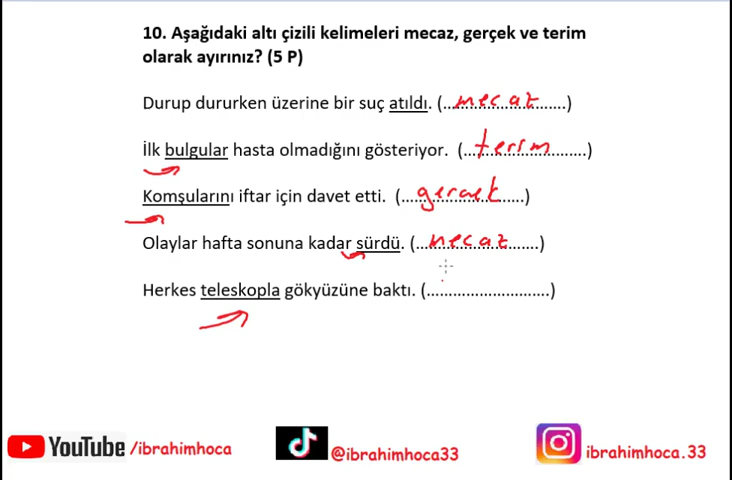 10. Aşağıdaki altı çizili kelimeleri mecaz, gerçek ve terim
olarak ayırınız? (5 P)
Durup dururken üzerine bir suç atıldı. (...mecaz......)
İlk bulgular hasta olmadığını gösteriyor. (...terim.........)
Komşularını iftar için davet etti. (...gerçek.....)
Olaylar hafta sonuna kadar sürdü. (...mecaz......)
Herkes teleskopla gökyüzüne baktı. (...........................)
YouTube /ibrahimhoca @ibrahimhoca33 ibrahimhoca.33